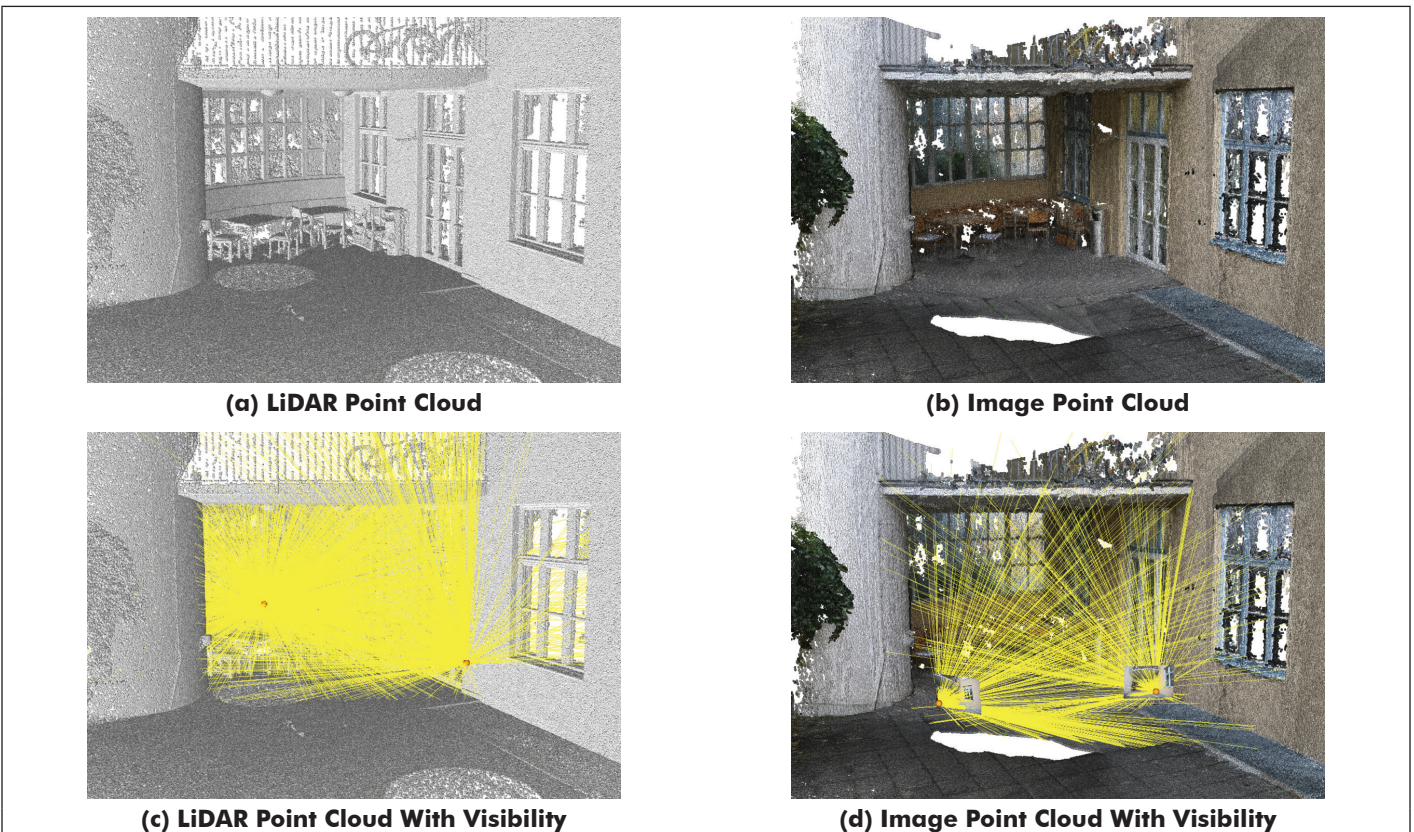 (a) LiDAR Point Cloud
(b) Image Point Cloud
(c) LiDAR Point Cloud With Visibility
(d) Image Point Cloud With Visibility